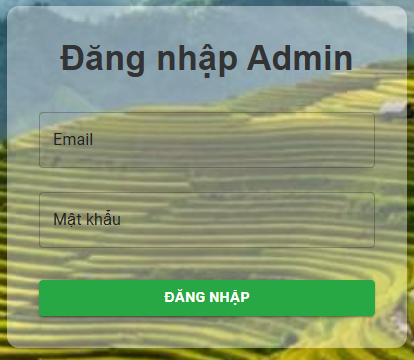 Đăng nhập Admin
Email
Mật khẩu
ĐĂNG NHẬP